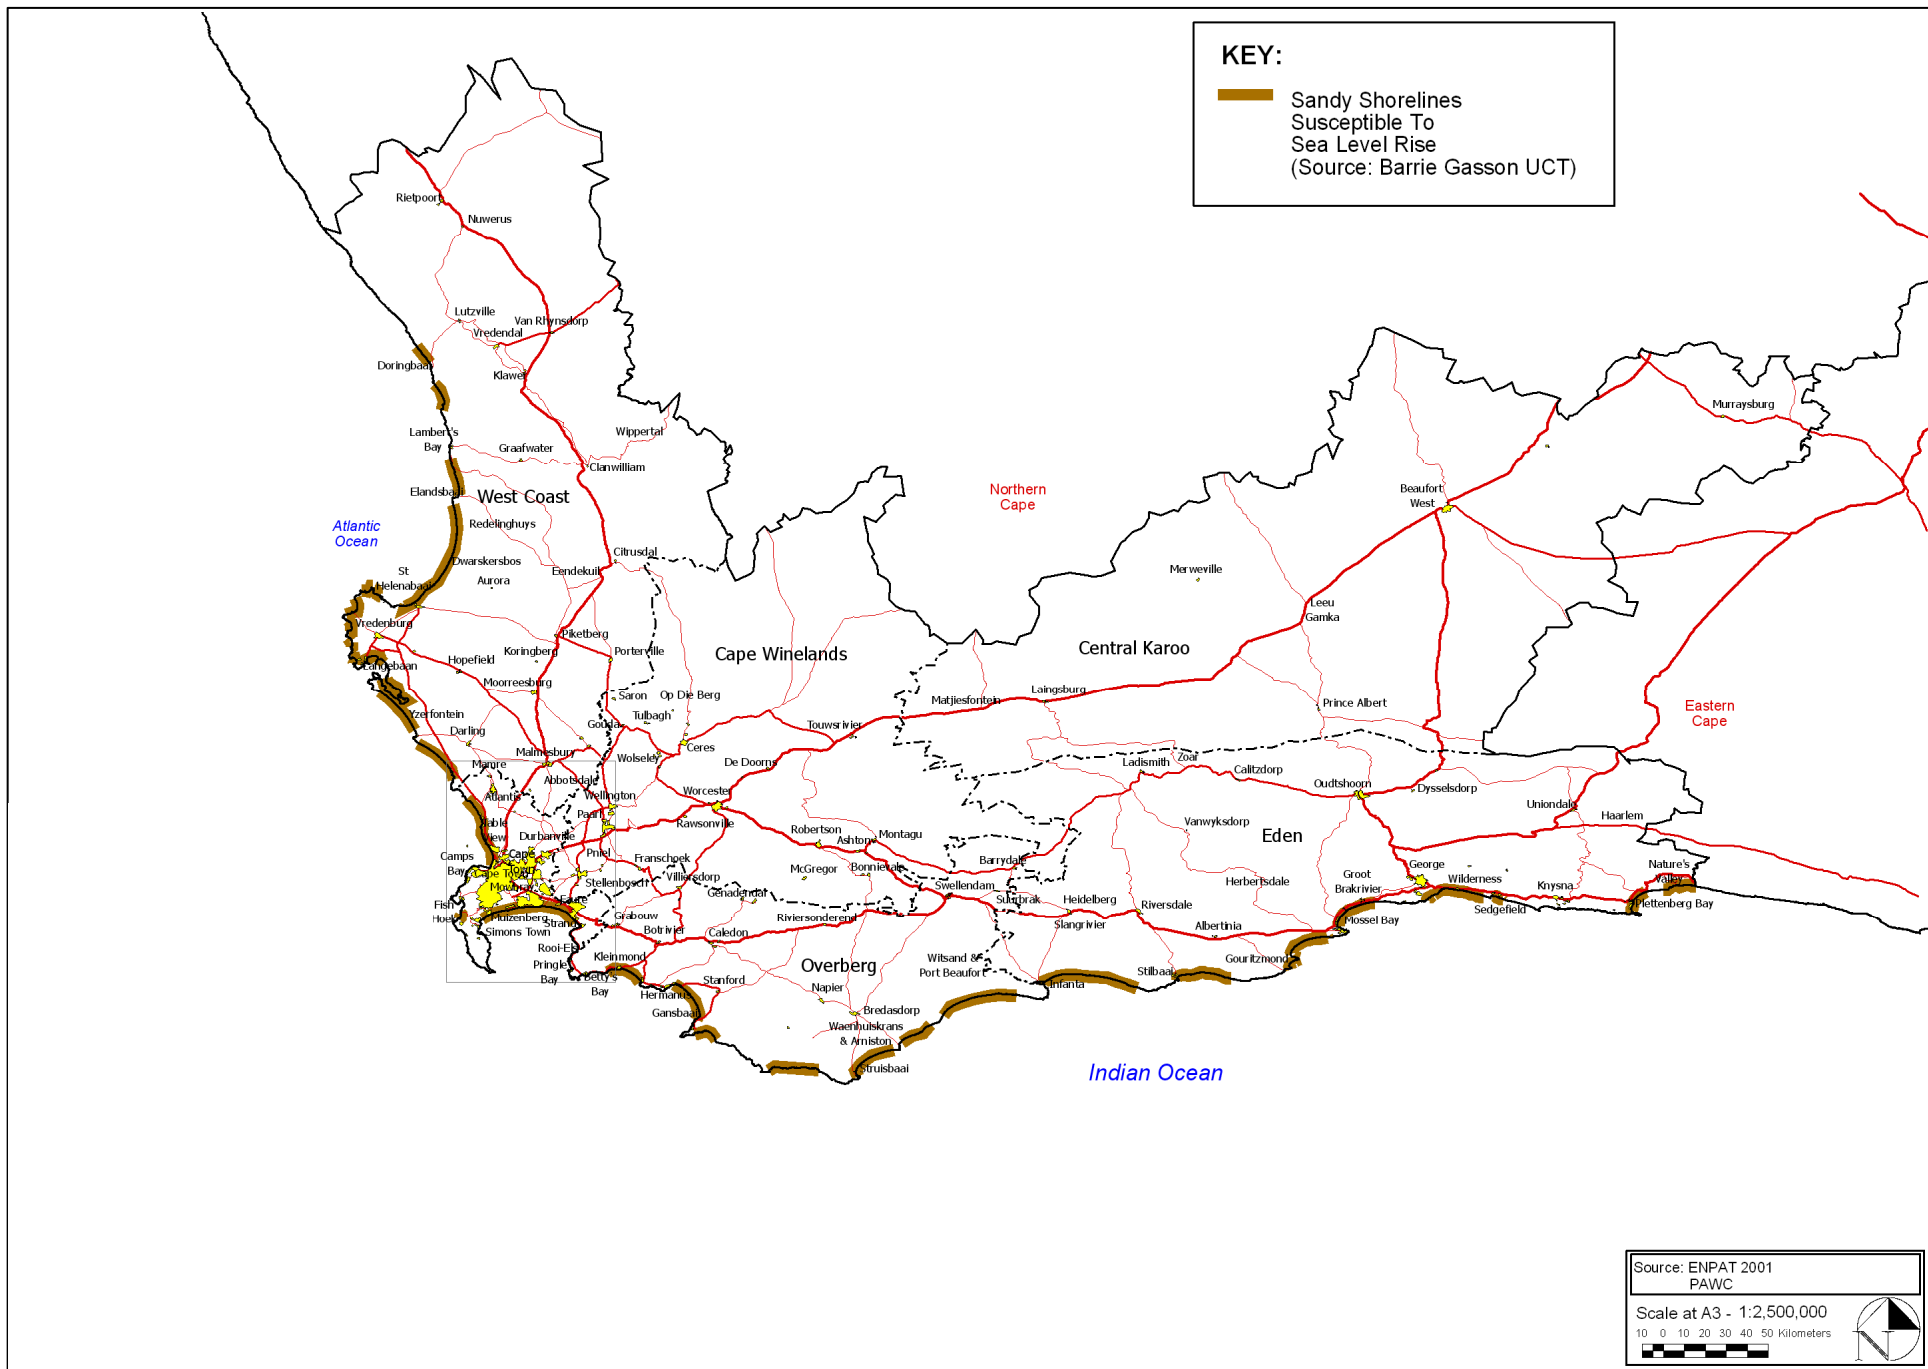 KEY:
Sandy Shorelines
Susceptible To
Sea Level Rise
(Source: Barrie Gasson UCT)
Rietpoort
Nuwerus
Lutzville
Van Rhynsdorp
Vredendal
Doringbaai
Klawer
Murraysburg
Lambert's
Bay
Wippertal
Graafwater
Clanwilliam
Elandsbaai
West Coast
Northern
Cape
Beaufort
West
Atlantic
Ocean
Redelinghuys
Citrusdal
Dwarskersbos
Eendekuil
St
Helenabaai
Aurora
Merweville
Leeu
Gamka
Vredenburg
Piketberg
Koringberg
Porterville
Cape Winelands
Central Karoo
Langebaan
Hopefield
Moorreesburg
Saron
Op Die Berg
Laingsburg
Matjiesfontein
Prince Albert
Eastern
Cape
Yzerfontein
Tulbagh
Gouda
Touwsrivier
Darling
Malmesbury
Wolseley
Ceres
De Doorns
Mamre
Abbotsdale
Zoar
Ladismith
Calitzdorp
Oudtshoorn
Dysselsdorp
Atlantis
Wellington
Worcester
Uniondale
Haarlem
Table
View
Durbanville
Paarl
Rawsonville
Robertson
Ashton
Montagu
Vanwyksdorp
Eden
Camps
Bay
Cape
Town
Cape Town
Pniel
Franschoek
McGregor
Bonnievale
Barrydale
George
Nature's
Valley
Mowbray
Stellenbosch
Villiersdorp
Genadendal
Swellendam
Herbertsdale
Groot
Brakrivier
Wilderness
Knysna
Fish
Hoek
Faure
Suurbrak
Heidelberg
Riversdale
Sedgefield
Plettenberg Bay
Muizenberg
Strand
Grabouw
Riviersonderend
Slangrivier
Albertinia
Mossel Bay
Simons Town
Botrivier
Caledon
Rooi-Els
Kleinmond
Pringle
Bay
Betty's
Bay
Overberg
Witsand &
Port Beaufort
Stilbaai
Gouritzmond
Hermanus
Stanford
Napier
Infanta
Gansbaai
Bredasdorp
Waenhuiskrans
& Arniston
Struisbaai
Indian Ocean
Source: ENPAT 2001
PAWC
Scale at A3 - 1:2,500,000
10 0 10 20 30 40 50 Kilometers
N